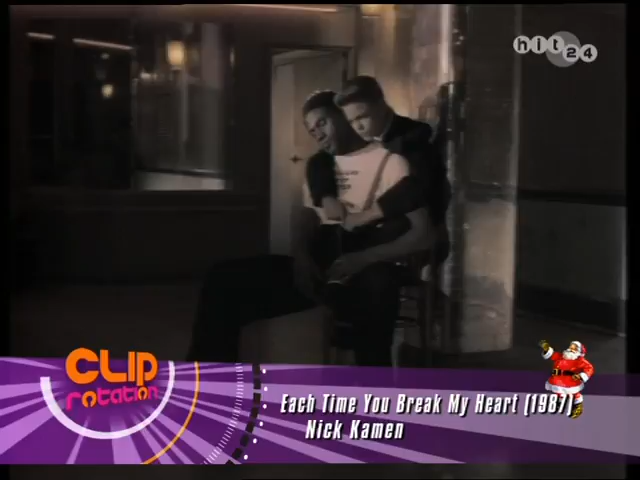 hit24
CLIP
rotation
Each Time You Break My Heart (1987)
Nick Kamen